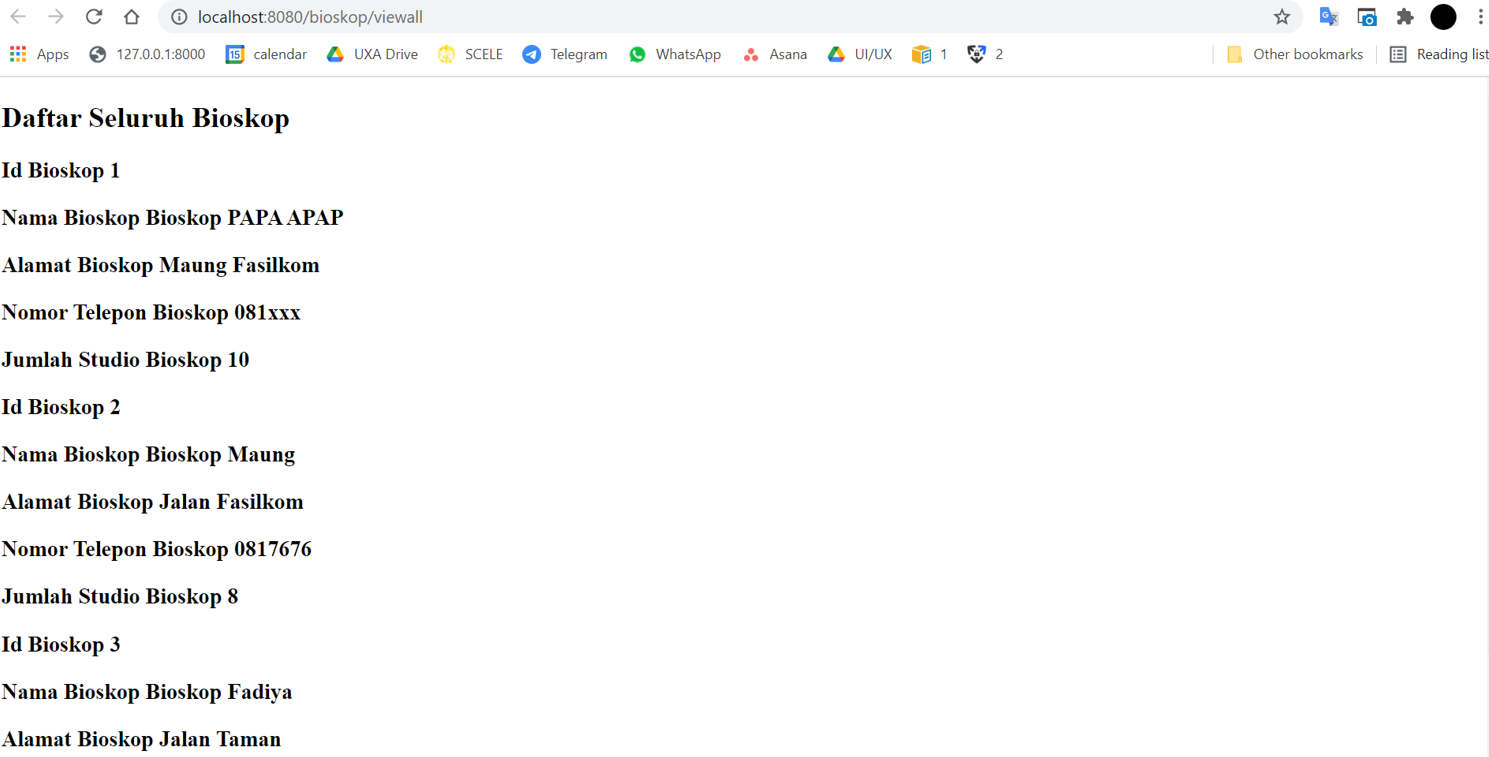 localhost:8080/bioskop/viewall
Apps 127.0.0.1:8000 15 calendar UXA Drive SCELE Telegram WhatsApp Asana UI/UX 1 2 Other bookmarks Reading list
Daftar Seluruh Bioskop
Id Bioskop 1
Nama Bioskop Bioskop PAPA APAP
Alamat Bioskop Maung Fasilkom
Nomor Telepon Bioskop 081xxx
Jumlah Studio Bioskop 10
Id Bioskop 2
Nama Bioskop Bioskop Maung
Alamat Bioskop Jalan Fasilkom
Nomor Telepon Bioskop 0817676
Jumlah Studio Bioskop 8
Id Bioskop 3
Nama Bioskop Bioskop Fadiya
Alamat Bioskop Jalan Taman